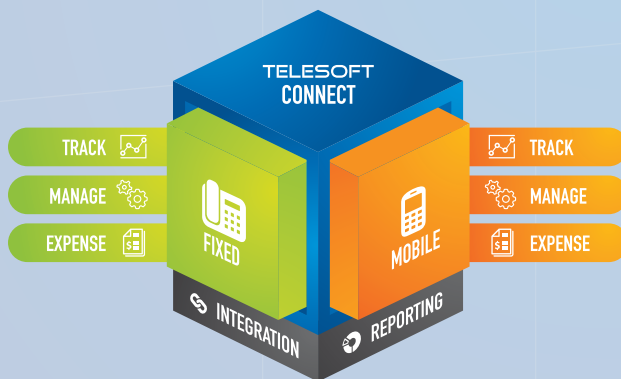 TELESOFT
CONNECT
TRACK
MANAGE
EXPENSE
FIXED
MOBILE
TRACK
MANAGE
EXPENSE
INTEGRATION
REPORTING